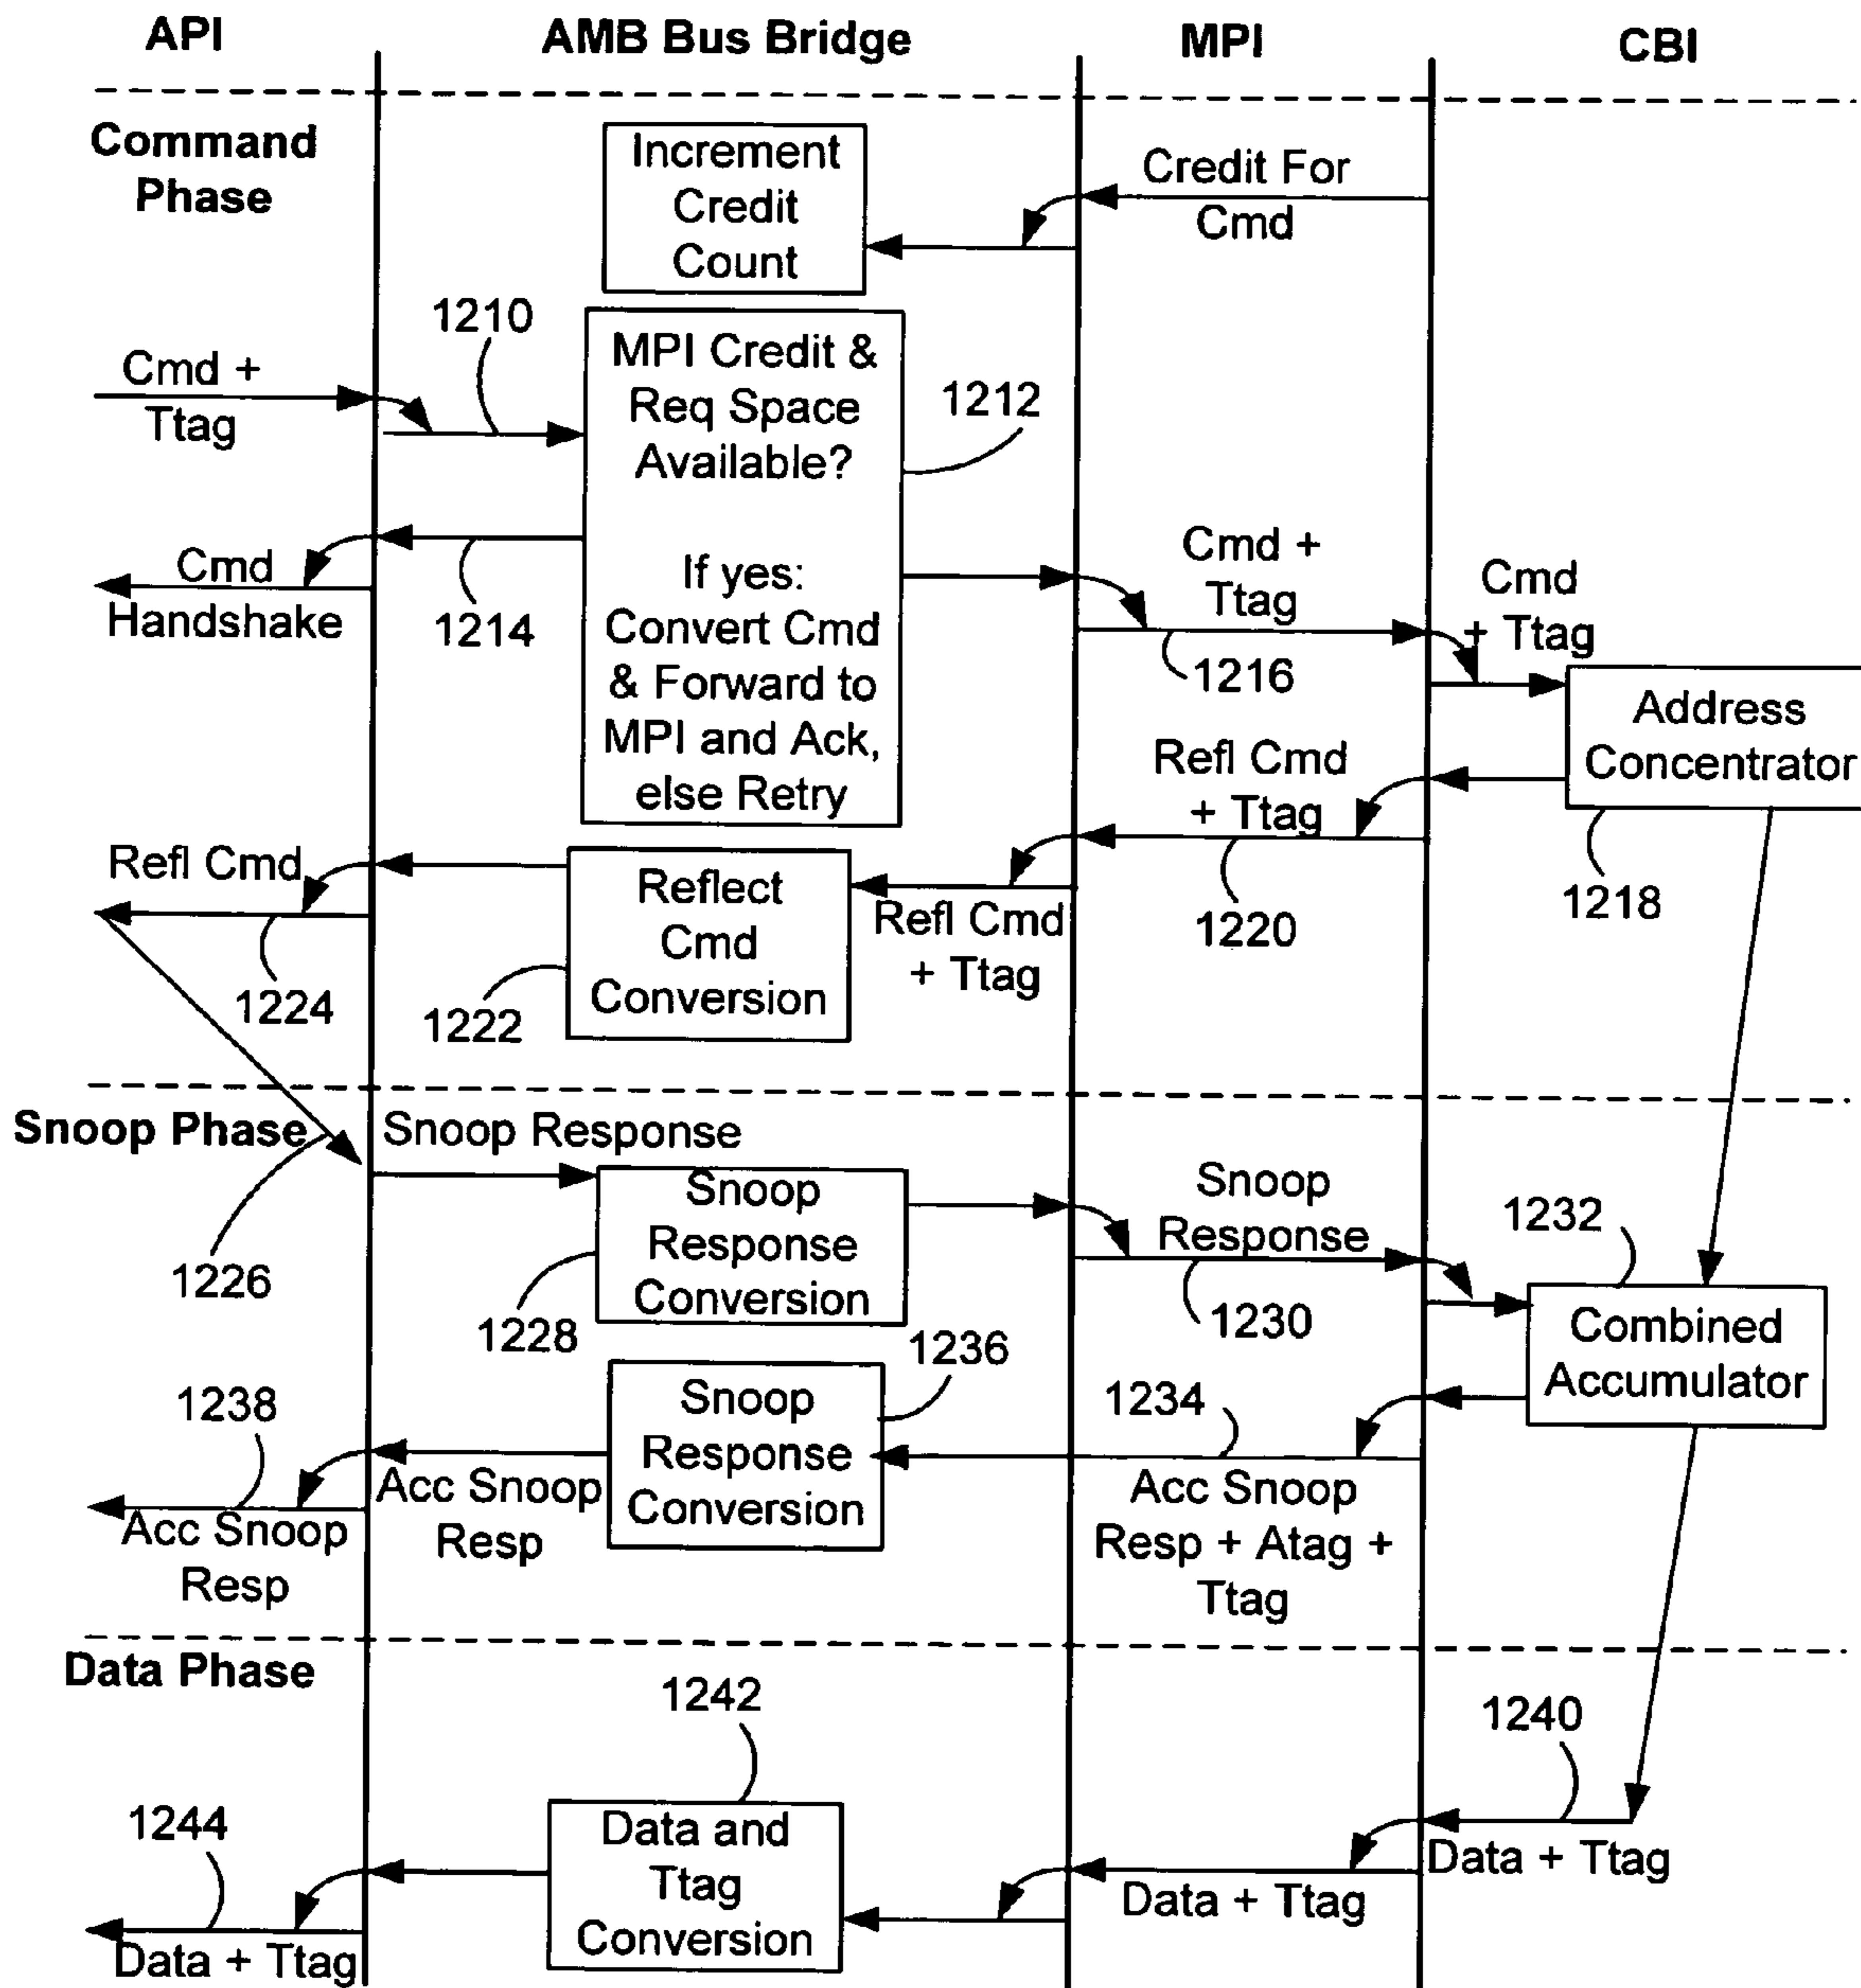 API
AMB Bus Bridge
MPI
CBI
Command
Phase
Increment
Credit
Count
Credit For
Cmd
1210
Cmd +
Ttag
MPI Credit &
Req Space
Available?
If yes:
Convert Cmd
& Forward to
MPI and Ack,
else Retry
1212
Cmd
Handshake
1214
Cmd +
Ttag
1216
Cmd
+ Ttag
Address
Concentrator
1218
Refl Cmd
+ Ttag
1220
Refl Cmd
+ Ttag
Reflect
Cmd
Conversion
1222
Refl Cmd
1224
Snoop Phase
Snoop Response
1226
Snoop
Response
Conversion
1228
Snoop
Response
1230
1232
Combined
Accumulator
1234
Acc Snoop
Resp + Atag +
Ttag
1236
Snoop
Response
Conversion
Acc Snoop
Resp
1238
Acc Snoop
Resp
Data Phase
1240
Data + Ttag
Data + Ttag
1242
Data and
Ttag
Conversion
1244
Data + Ttag